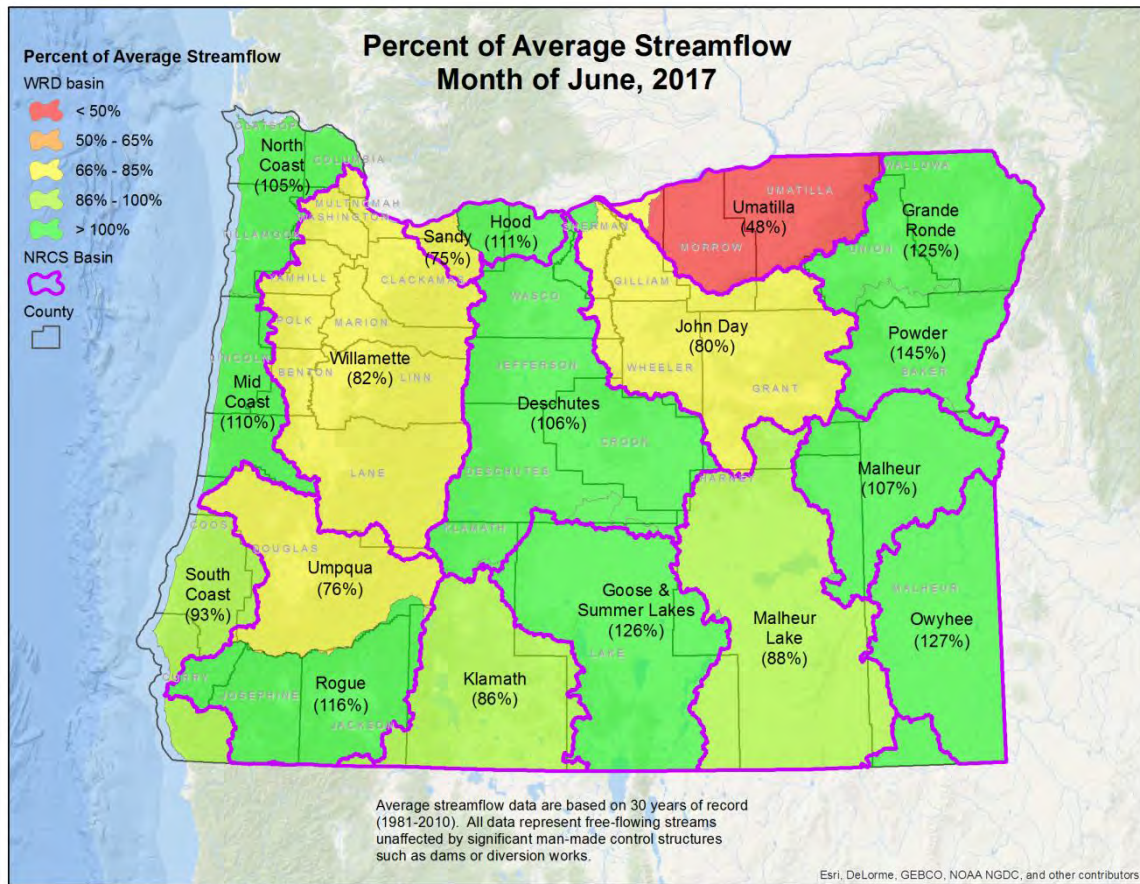 Percent of Average Streamflow
Month of June, 2017
Percent of Average Streamflow
WRD basin
< 50%
50% - 65%
66% - 85%
86% - 100%
> 100%
NRCS Basin
County
CLATSOP
North
Coast
(105%)
COLUMBIA
TILLAMOOK
MULTNOMAH
WASHINGTON
YAMHILL
CLACKAMAS
Sandy
(75%)
Hood
(111%)
SHERMAN
WASCO
GILLIAM
MORROW
UMATILLA
Umatilla
(48%)
WALLOWA
Grande
Ronde
(125%)
UNION
POLK
MARION
Willamette
(82%)
BENTON
LINN
LINCOLN
Mid
Coast
(110%)
JEFFERSON
Deschutes
(106%)
CROOK
DESCHUTES
John Day
(80%)
WHEELER
GRANT
Powder
(145%)
BAKER
LANE
KLAMATH
HARNEY
Malheur
(107%)
COOS
DOUGLAS
Umpqua
(76%)
South
Coast
(93%)
Goose &
Summer Lakes
(126%)
LAKE
Malheur
Lake
(88%)
MALHEUR
Owyhee
(127%)
CURRY
JOSEPHINE
Rogue
(116%)
JACKSON
Klamath
(86%)
Average streamflow data are based on 30 years of record
(1981-2010). All data represent free-flowing streams
unaffected by significant man-made control structures
such as dams or diversion works.
Esri, DeLorme, GEBCO, NOAA NGDC, and other contributors